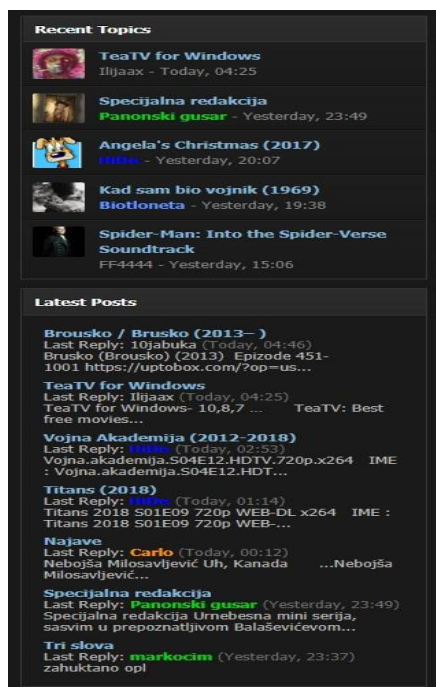 Recent Topics
TeaTV for Windows
Ilijaax - Today, 04:25
Specijalna redakcija
Panonski gusar - Yesterday, 23:49
Angela's Christmas (2017)
HiDe - Yesterday, 20:07
Kad sam bio vojnik (1969)
Biotloneta - Yesterday, 19:38
Spider-Man: Into the Spider-Verse
Soundtrack
FF4444 - Yesterday, 15:06
Latest Posts
Brousko / Brusko (2013– )
Last Reply: 10jabuka (Today, 04:46)
Brusko (Brousko) (2013) Epizode 451-
1001 https://uptobox.com/?op=us...
TeaTV for Windows
Last Reply: Ilijaax (Today, 04:25)
TeaTV for Windows- 10,8,7 ... TeaTV: Best
free movies...
Vojna Akademija (2012-2018)
Last Reply: HiDe (Today, 02:53)
Vojna.akademija.S04E12.HDTV.720p.x264 IME
: Vojna.akademija.S04E12.HDT...
Titans (2018)
Last Reply: HiDe (Today, 01:14)
Titans 2018 S01E09 720p WEB-DL x264 IME :
Titans 2018 S01E09 720p WEB-...
Najave
Last Reply: Carlo (Today, 00:12)
Nebojša Milosavljević Uh, Kanada ...Nebojša
Milosavljević...
Specijalna redakcija
Last Reply: Panonski gusar (Yesterday, 23:49)
Specijalna redakcija Urnebesna mini serija,
sasvim u prepoznatljivom Balaševićevom...
Tri slova
Last Reply: markocim (Yesterday, 23:37)
zahuktano opl